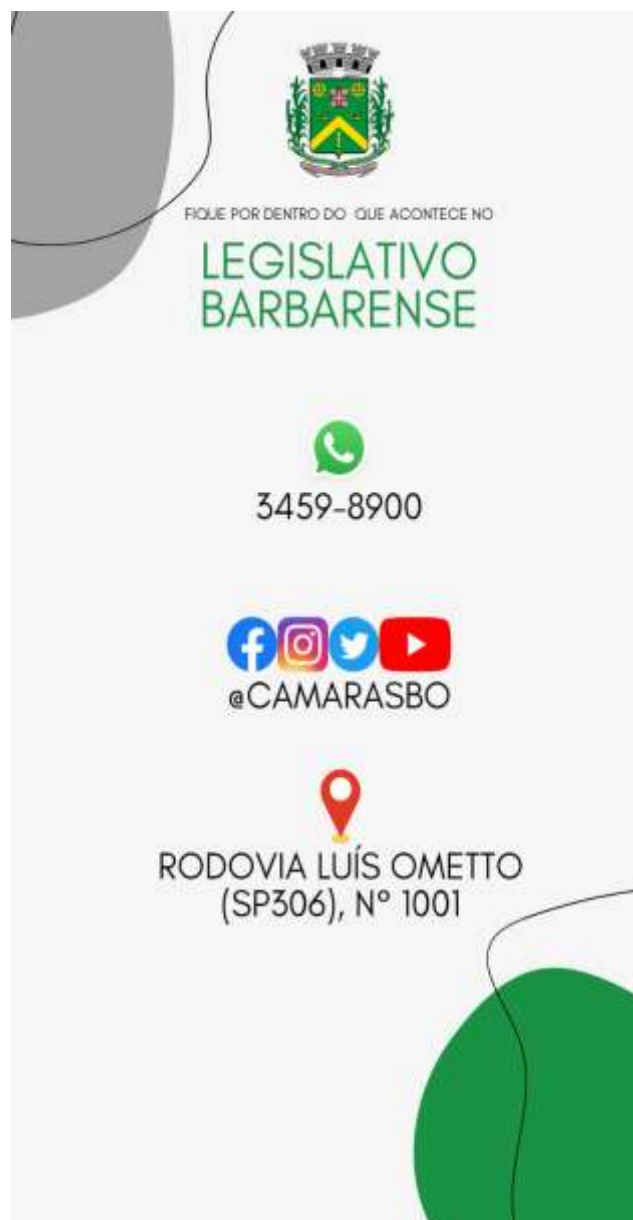 FIQUE POR DENTRO DO QUE ACONTECE NO
LEGISLATIVO
BARBARENSE
3459-8900
@CAMARASBO
RODOVIA LUÍS OMETTO
(SP306), Nº 1001